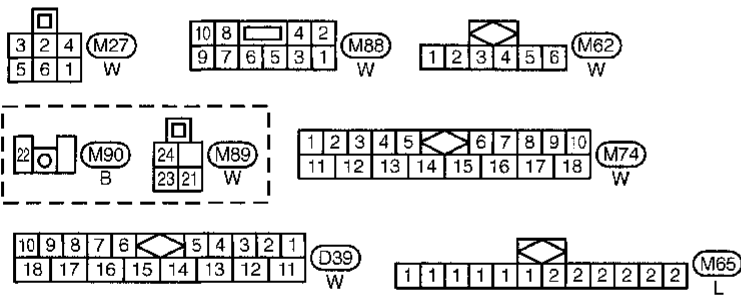 3 2 4
5 6 1
M27
W
10 8 4 2
9 7 6 5 3 1
M88
W
1 2 3 4 5 6
M62
W
22
M90
B
24
23 21
M89
W
1 2 3 4 5 6 7 8 9 10
11 12 13 14 15 16 17 18
M74
W
10 9 8 7 6 5 4 3 2 1
18 17 16 15 14 13 12 11
D39
W
1 1 1 1 1 1 2 2 2 2 2 2
M65
L